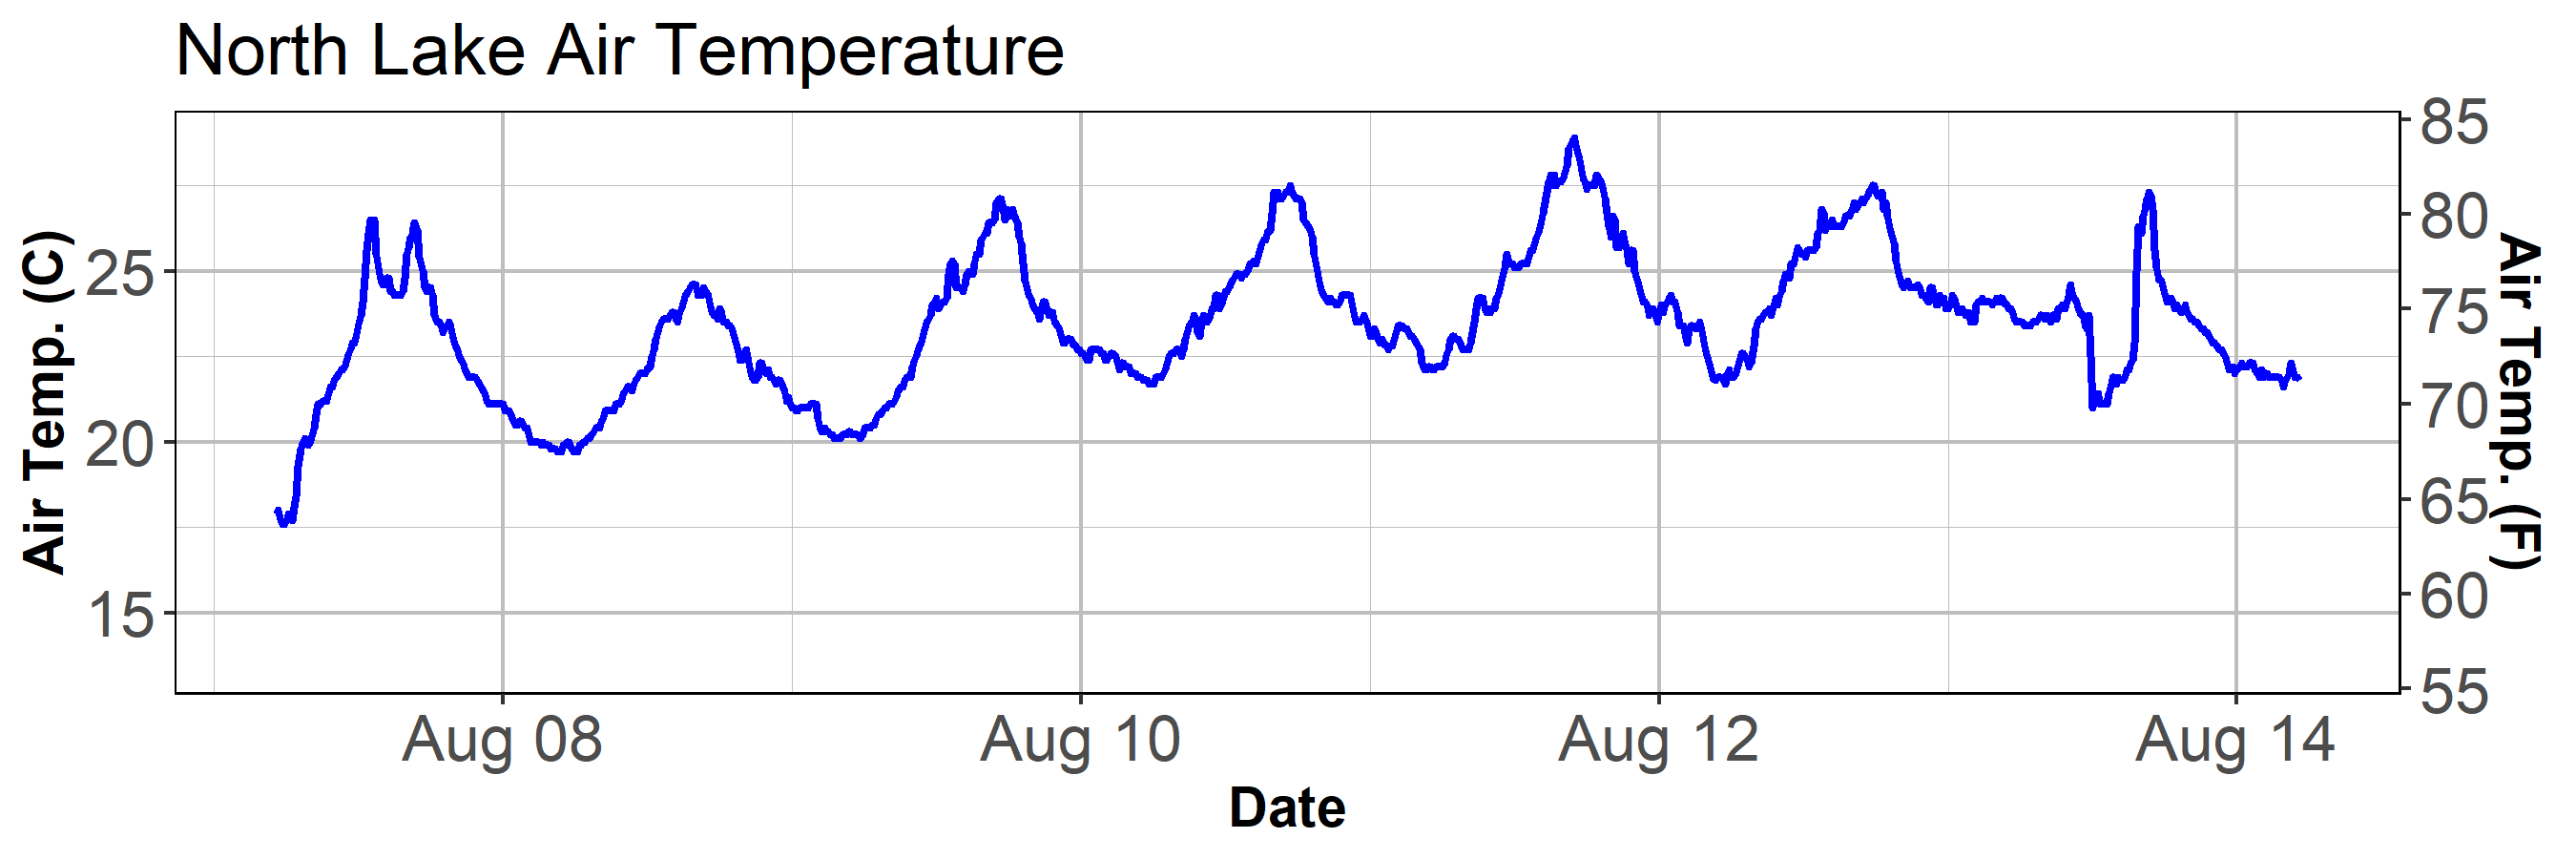 North Lake Air Temperature
Air Temp. (C)
25
20
15
85
80
75
70
65
60
55
Air Temp. (F)
Aug 08
Aug 10
Aug 12
Aug 14
Date